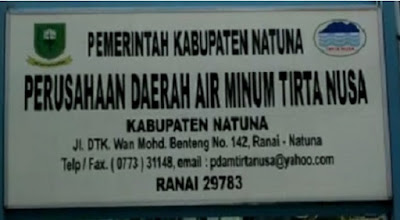 PEMERINTAH KABUPATEN NATUNA
PERUSAHAAN DAERAH AIR MINUM TIRTA NUSA
KABUPATEN NATUNA
Jl. DTK. Wan Mohd. Benteng No. 142, Ranai - Natuna
Telp / Fax. ( 0773 ) 31148, email : pdamtirtanusa@yahoo.com
RANAI 29783